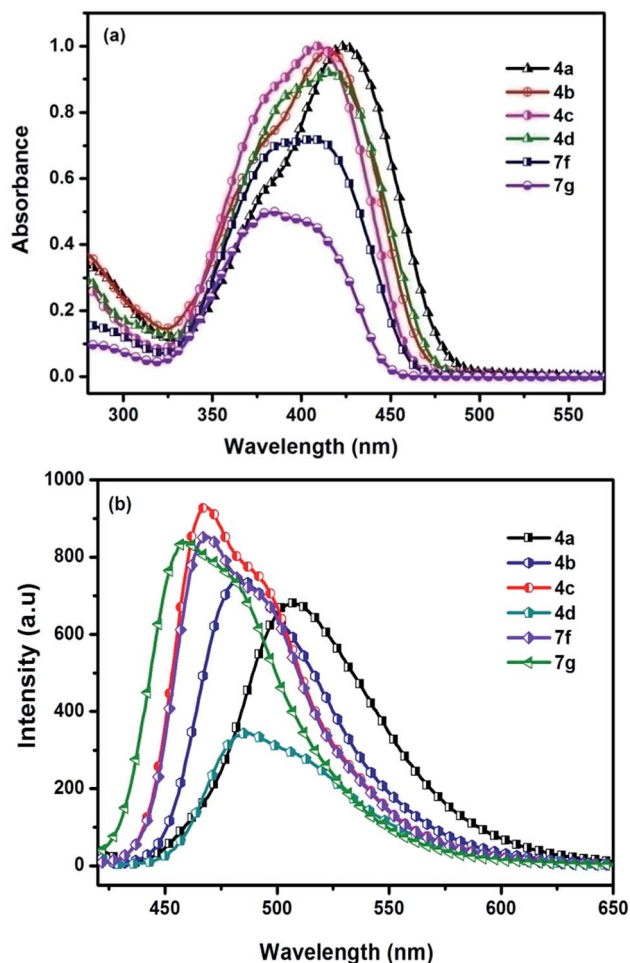 (a)
1.0
0.8
0.6
0.4
0.2
0.0
Absorbance
4a
4b
4c
4d
7f
7g
300 350 400 450 500 550
Wavelength (nm)
(b)
1000
800
600
400
200
0
Intensity (a.u)
4a
4b
4c
4d
7f
7g
450 500 550 600 650
Wavelength (nm)